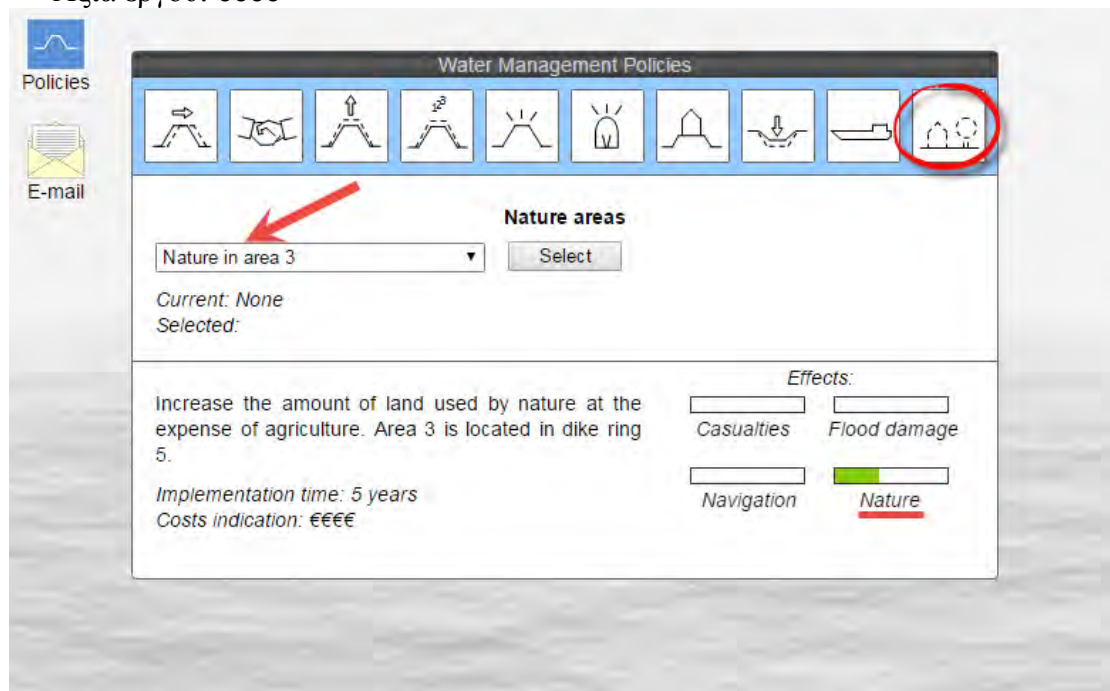 Policies
E-mail
Water Management Policies
Nature areas
Nature in area 3
Select
Current: None
Selected:
Increase the amount of land used by nature at the
expense of agriculture. Area 3 is located in dike ring
5.
Implementation time: 5 years
Costs indication: €€€€
Effects:
Casualties Flood damage
Navigation Nature